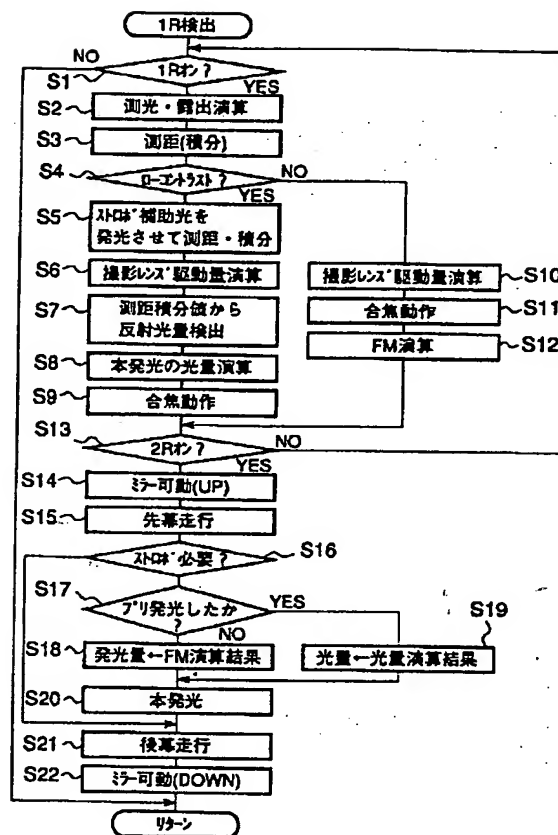 1R検出
NO
S1
1Rオン？
YES
S2
測光・露出演算
S3
測距(積分)
S4
ローコントラスト？
NO
YES
S5
ストロボ補助光を
発光させて測距・積分
S6
撮影レンズ駆動量演算
S7
測距積分値から
反射光量検出
S8
本発光の光量演算
S9
合焦動作
撮影レンズ駆動量演算
S10
合焦動作
S11
FM演算
S12
S13
2Rオン？
NO
YES
S14
ミラー可動(UP)
S15
先幕走行
ストロボ必要？
S16
S17
プリ発光したか
？
YES
NO
S18
発光量←FM演算結果
光量←光量演算結果
S19
S20
本発光
S21
後幕走行
S22
ミラー可動(DOWN)
リターン